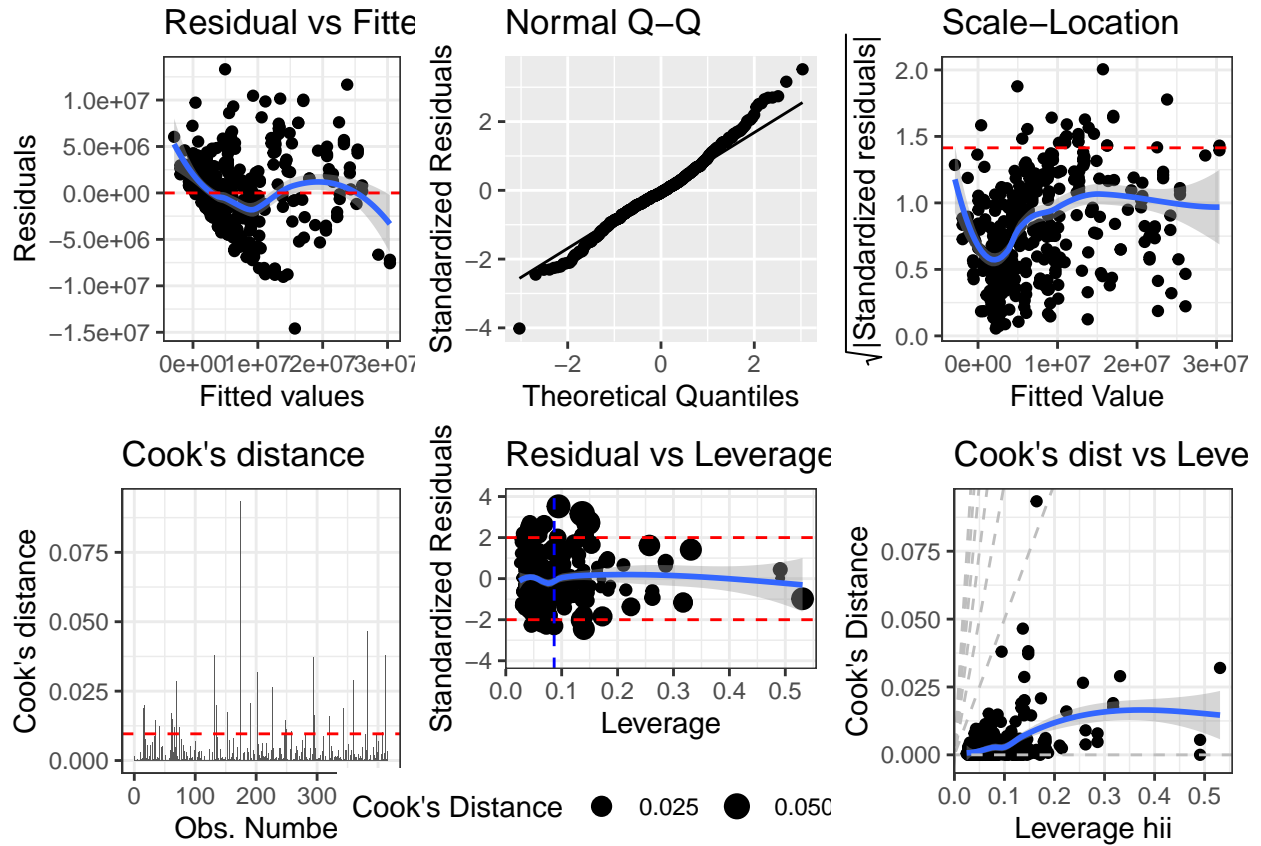 Residual vs Fitte
Residuals
1.0e+07
5.0e+06
0.0e+00
−5.0e+06
−1.0e+07
−1.5e+07
0e+00 1e+07 2e+07 3e+07
Fitted values
Normal Q−Q
Standardized Residuals
2
0
−2
−4
−2 0 2
Theoretical Quantiles
Scale−Location
√|Standardized residuals|
2.0
1.5
1.0
0.5
0.0
0e+00 1e+07 2e+07 3e+07
Fitted Value
Cook's distance
Cook's distance
0.075
0.050
0.025
0.000
0 100 200 300
Obs. Numbe
Residual vs Leverage
Standardized Residuals
4
2
0
−2
−4
0.0 0.1 0.2 0.3 0.4 0.5
Leverage
Cook's Distance 0.025 0.050
Cook's dist vs Leve
Cook's Distance
0.075
0.050
0.025
0.000
0.0 0.1 0.2 0.3 0.4 0.5
Leverage hii